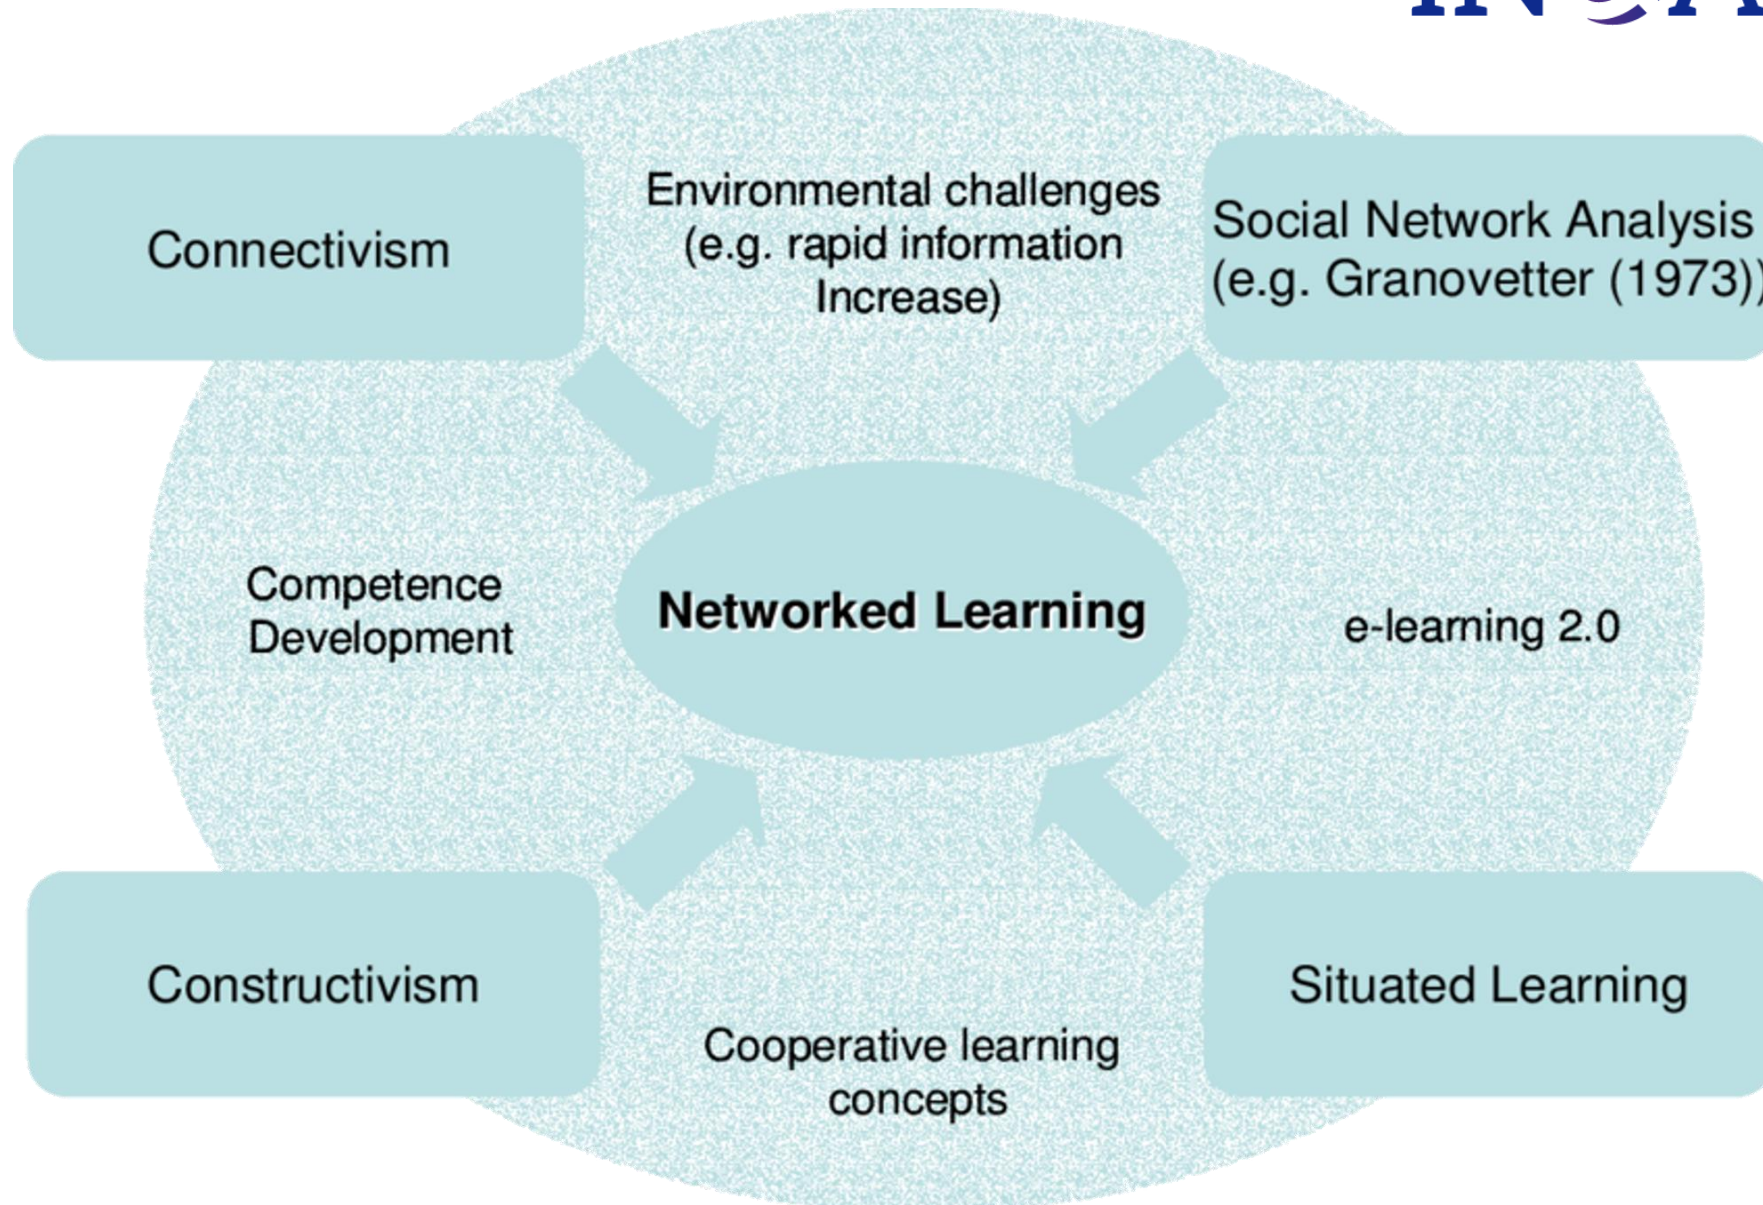 Connectivism
Environmental challenges
(e.g. rapid information
Increase)
Social Network Analysis
(e.g. Granovetter (1973))
Competence
Development
Networked Learning
e-learning 2.0
Constructivism
Cooperative learning
concepts
Situated Learning